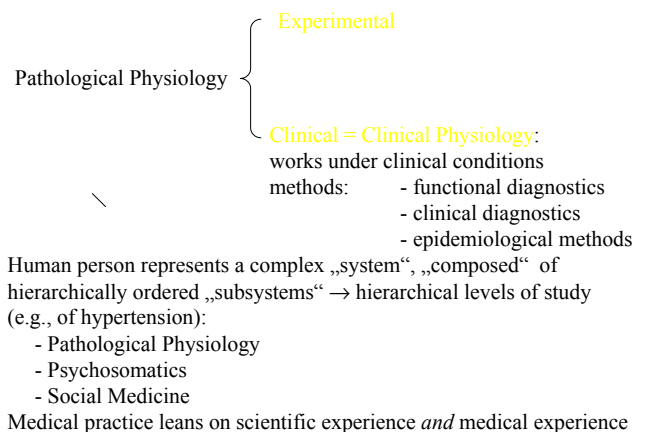 Experimental
Pathological Physiology
Clinical = Clinical Physiology:
works under clinical conditions
methods: - functional diagnostics
- clinical diagnostics
- epidemiological methods
Human person represents a complex „system“, „composed“ of
hierarchically ordered „subsystems“ → hierarchical levels of study
(e.g., of hypertension):
- Pathological Physiology
- Psychosomatics
- Social Medicine
Medical practice leans on scientific experience and medical experience